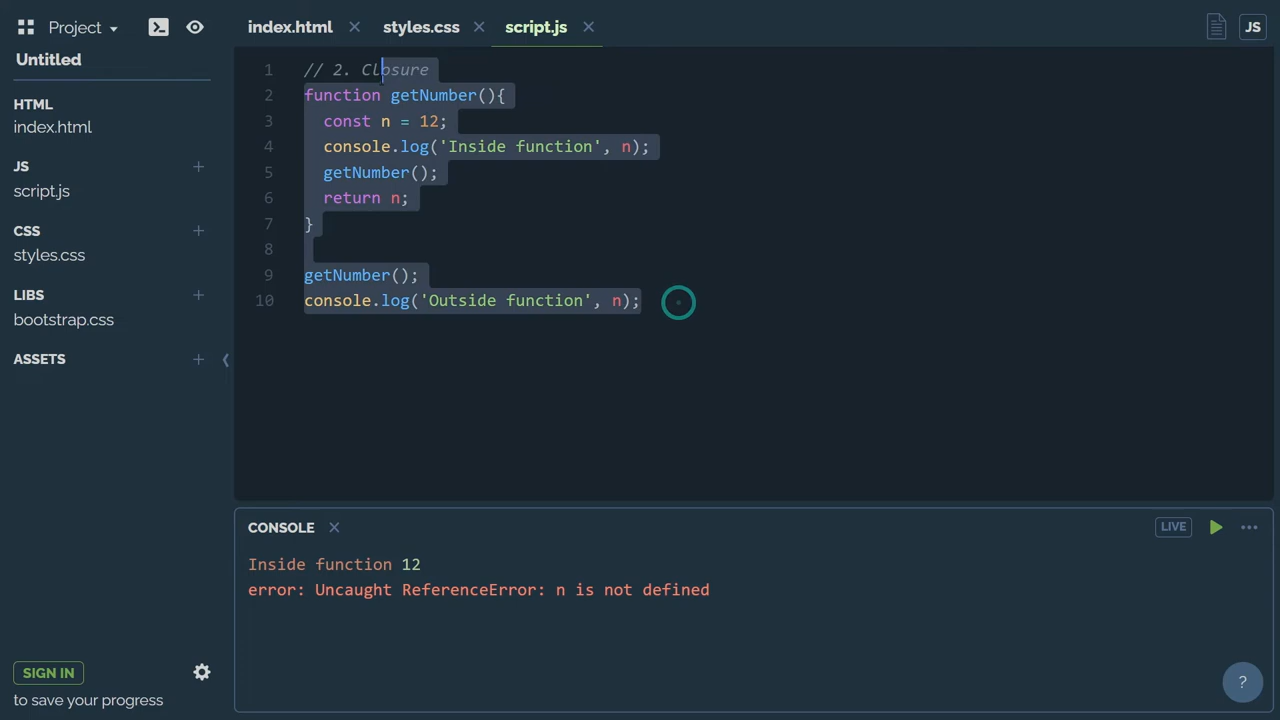 Project
index.html
styles.css
script.js
JS
Untitled
HTML
index.html
JS
script.js
CSS
styles.css
LIBS
bootstrap.css
ASSETS
1 // 2. Closure
2 function getNumber(){
3 const n = 12;
4 console.log('Inside function', n);
5 getNumber();
6 return n;
7 }
8
9 getNumber();
10 console.log('Outside function', n);
CONSOLE
LIVE
Inside function 12
error: Uncaught ReferenceError: n is not defined
SIGN IN
to save your progress
?